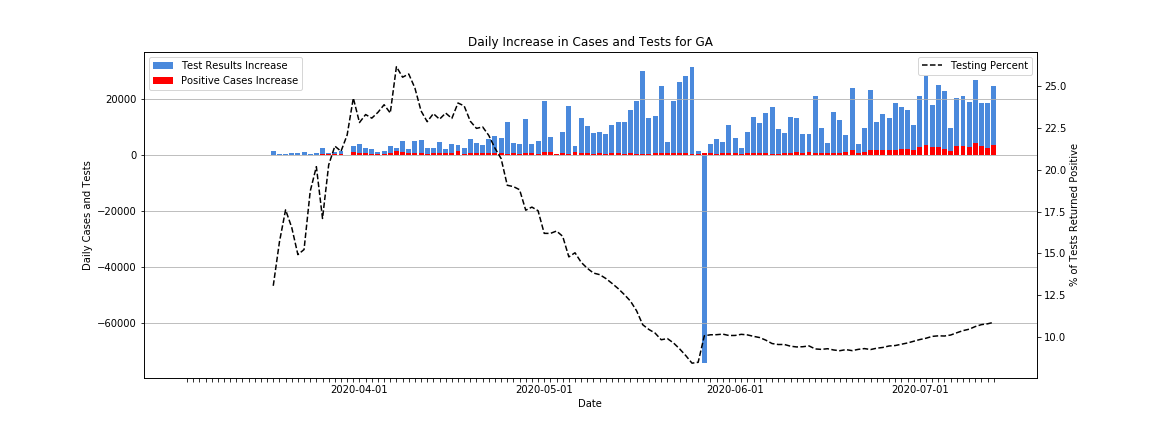 Daily Increase in Cases and Tests for GA
Test Results Increase
Positive Cases Increase
Testing Percent
20000
0
−20000
−40000
−60000
25.0
22.5
20.0
17.5
15.0
12.5
10.0
Daily Cases and Tests
% of Tests Returned Positive
2020-04-01
2020-05-01
2020-06-01
2020-07-01
Date